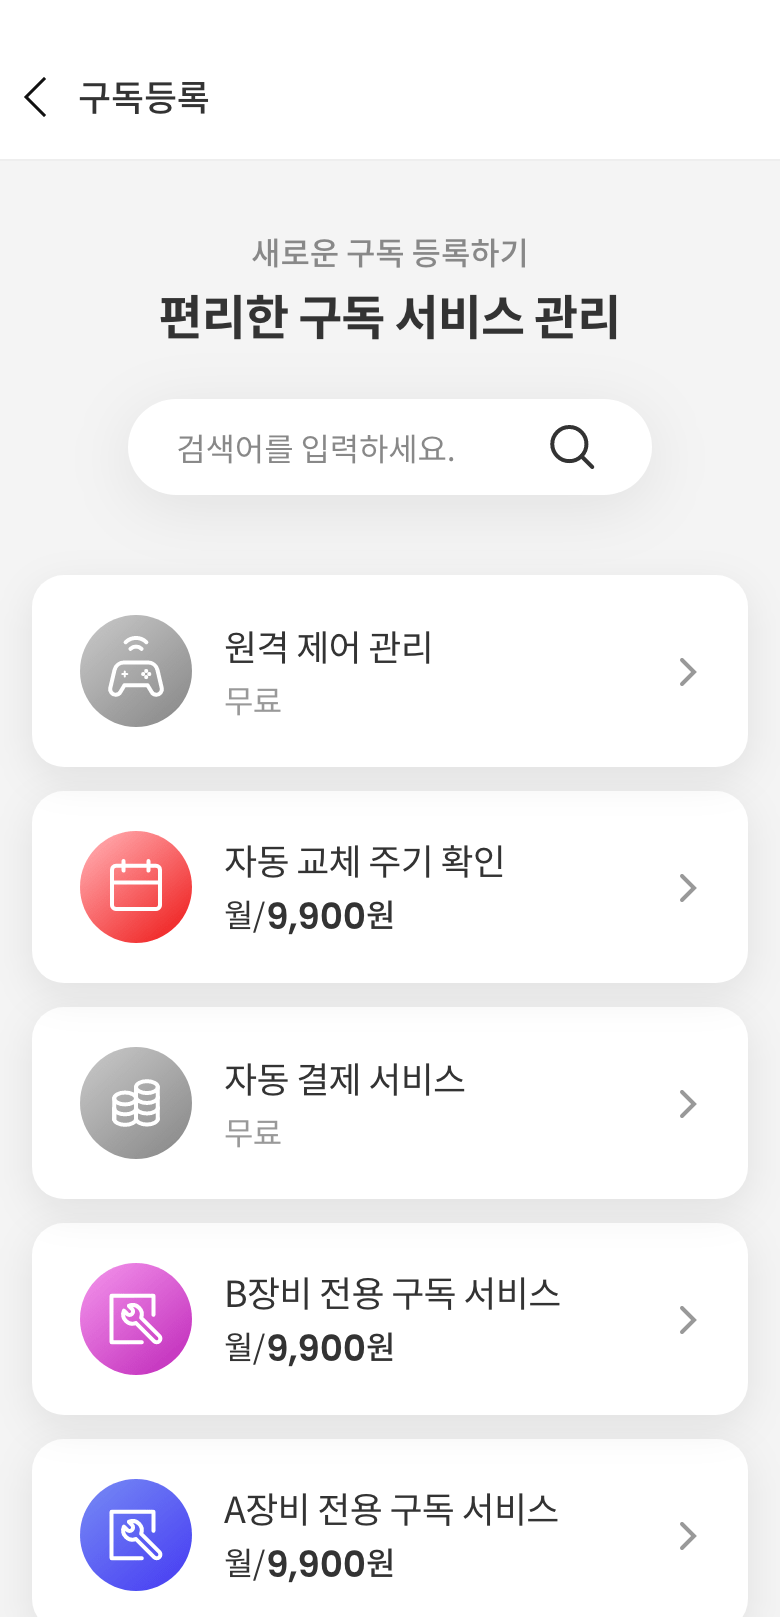 구독등록
새로운 구독 등록하기
편리한 구독 서비스 관리
검색어를 입력하세요.
원격 제어 관리
무료
자동 교체 주기 확인
월/9,900원
자동 결제 서비스
무료
B장비 전용 구독 서비스
월/9,900원
A장비 전용 구독 서비스
월/9,900원